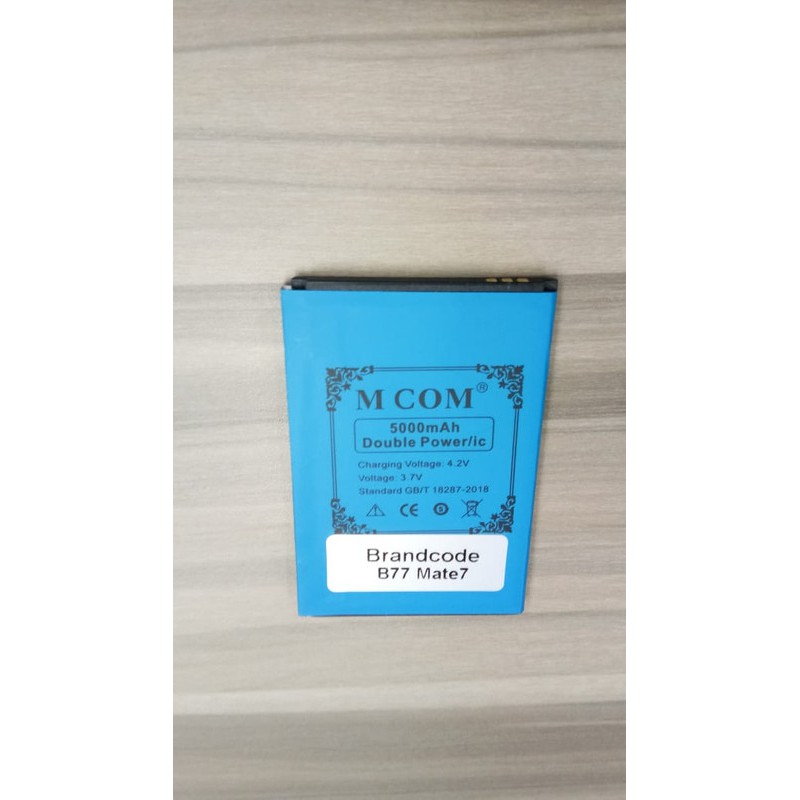 M COM®
5000mAh
Double Power/ic
Charging Voltage: 4.2V
Voltage: 3.7V
Standard GB/T 18287-2018
CE
Brandcode
B77 Mate7